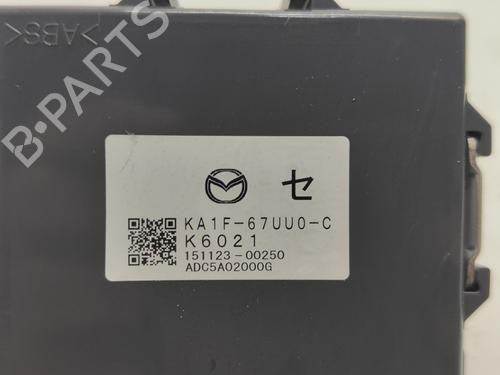 >ABS<
B-PARTS
セ
KA1F-67UU0-C
K6021
151123-00250
ADC5A02000G